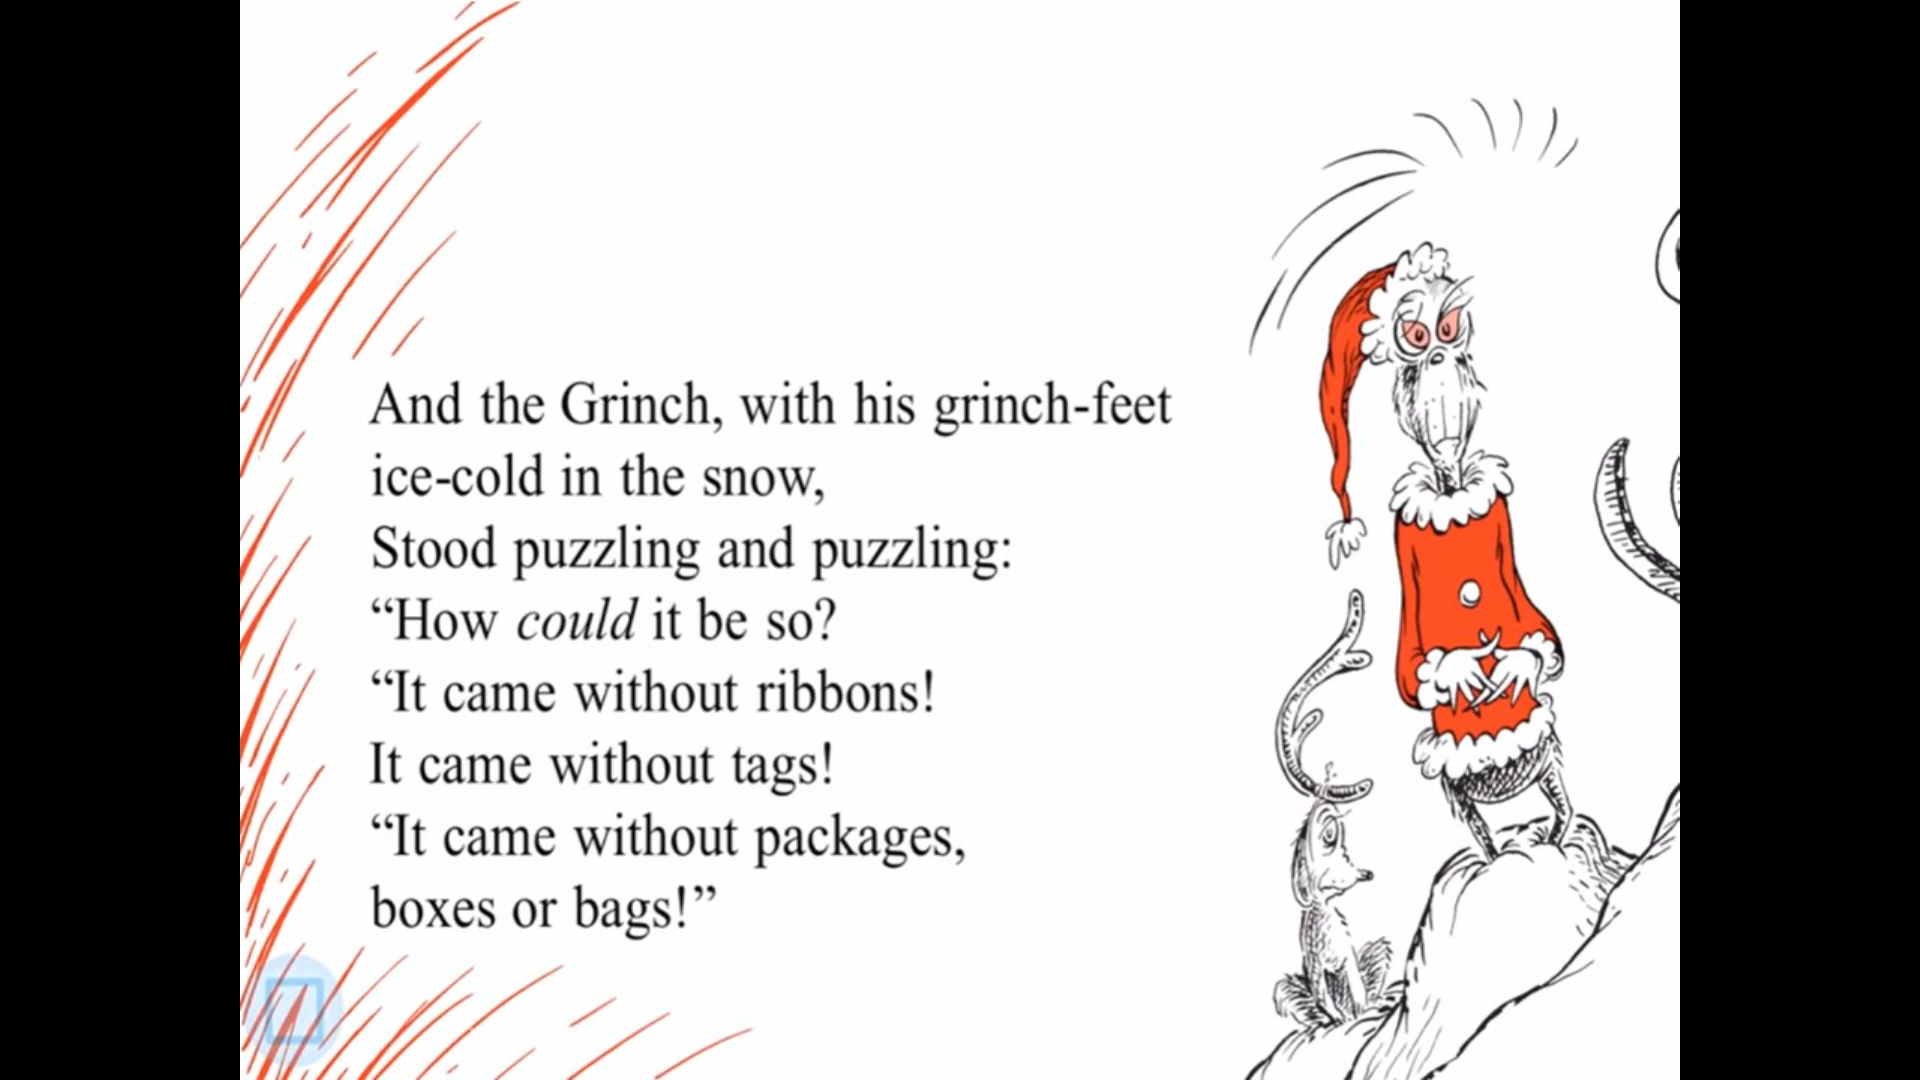 And the Grinch, with his grinch-feet
ice-cold in the snow,
Stood puzzling and puzzling:
“How could it be so?
“It came without ribbons!
It came without tags!
“It came without packages,
boxes or bags!”